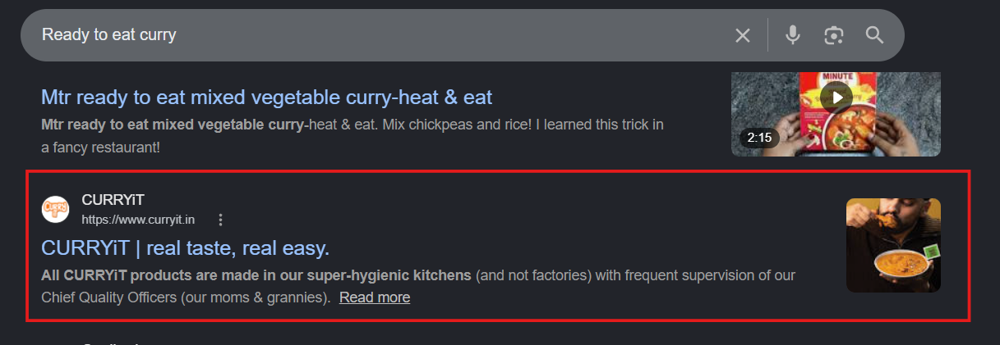 Ready to eat curry
Mtr ready to eat mixed vegetable curry-heat & eat
Mtr ready to eat mixed vegetable curry-heat & eat. Mix chickpeas and rice! I learned this trick in
a fancy restaurant!
MINUTE
2:15
CURRYiT
https://www.curryit.in
CURRYiT | real taste, real easy.
All CURRYiT products are made in our super-hygienic kitchens (and not factories) with frequent supervision of our
Chief Quality Officers (our moms & grannies). Read more